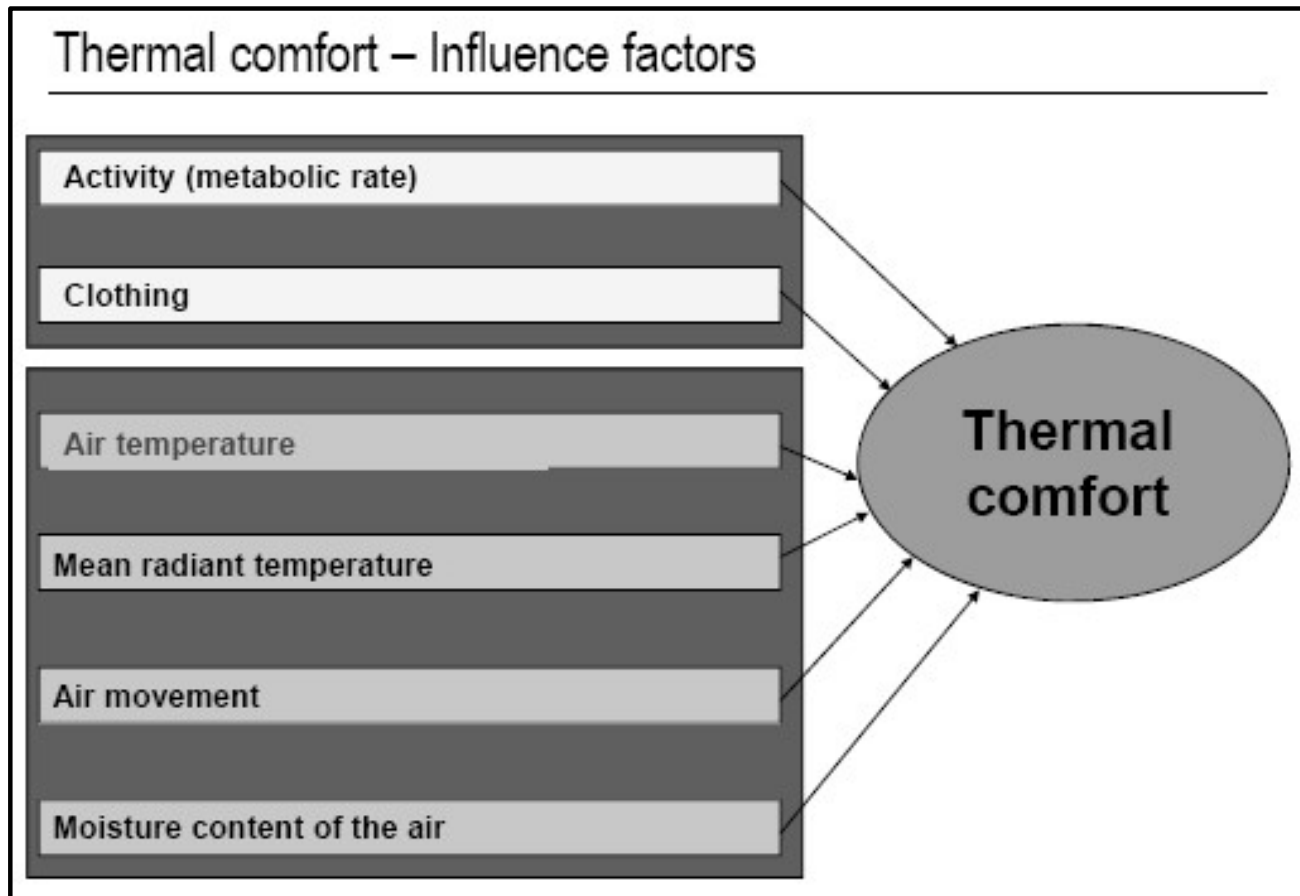 Thermal comfort – Influence factors
Activity (metabolic rate)
Clothing
Air temperature
Mean radiant temperature
Air movement
Moisture content of the air
Thermal
comfort